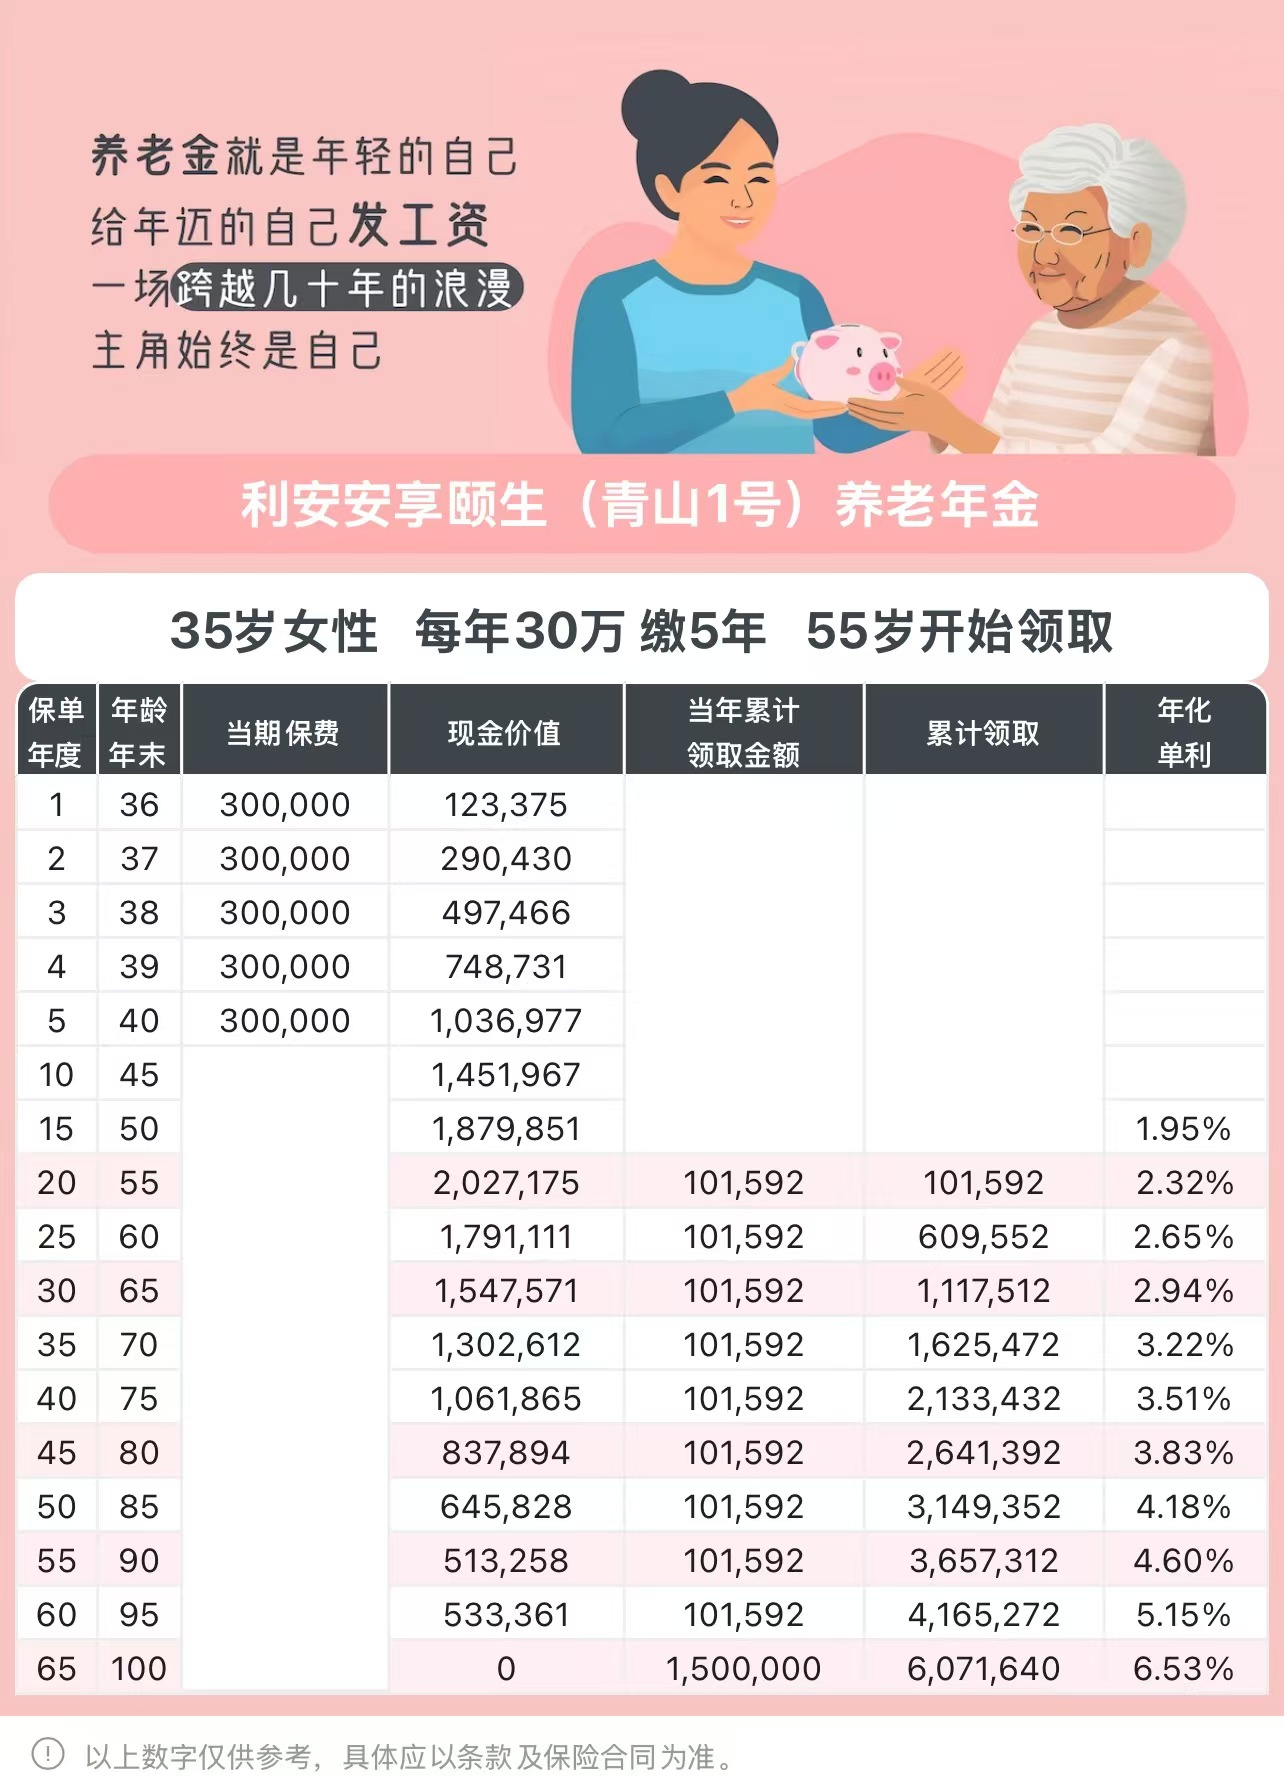 养老金就是年轻的自己
给年迈的自己发工资
一场跨越几十年的浪漫
主角始终是自己
利安安享颐生（青山1号）养老年金
35岁女性 每年30万 缴5年 55岁开始领取
保单年度 年龄年末 当期保费 现金价值 当年累计领取金额 累计领取 年化单利
1 36 300,000 123,375
2 37 300,000 290,430
3 38 300,000 497,466
4 39 300,000 748,731
5 40 300,000 1,036,977
10 45 1,451,967
15 50 1,879,851 1.95%
20 55 2,027,175 101,592 101,592 2.32%
25 60 1,791,111 101,592 609,552 2.65%
30 65 1,547,571 101,592 1,117,512 2.94%
35 70 1,302,612 101,592 1,625,472 3.22%
40 75 1,061,865 101,592 2,133,432 3.51%
45 80 837,894 101,592 2,641,392 3.83%
50 85 645,828 101,592 3,149,352 4.18%
55 90 513,258 101,592 3,657,312 4.60%
60 95 533,361 101,592 4,165,272 5.15%
65 100 0 1,500,000 6,071,640 6.53%
以上数字仅供参考，具体应以条款及保险合同为准。